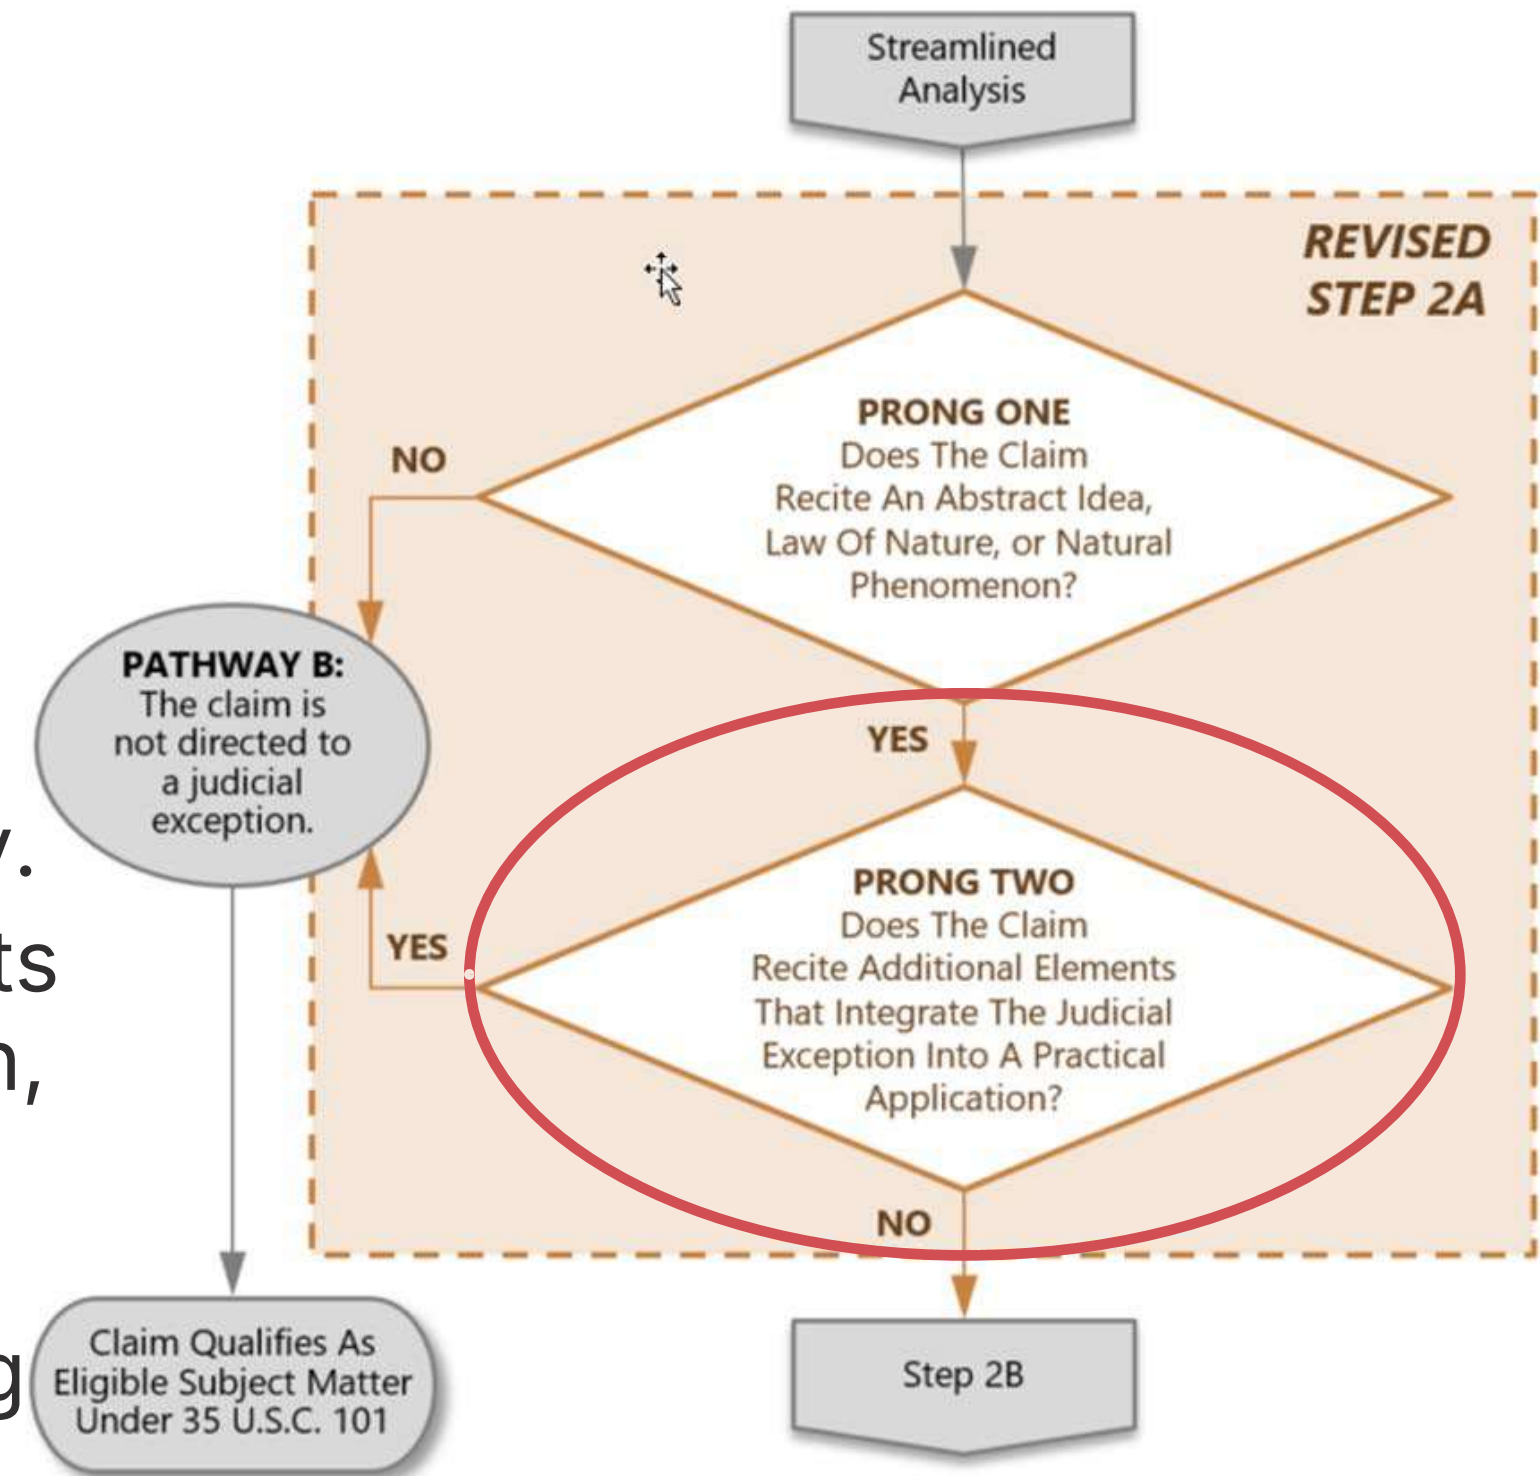 Streamlined
Analysis
REVISED
STEP 2A
PRONG ONE
Does The Claim
Recite An Abstract Idea,
Law Of Nature, or Natural
Phenomenon?
NO
PATHWAY B:
The claim is
not directed to
a judicial
exception.
YES
PRONG TWO
Does The Claim
Recite Additional Elements
That Integrate The Judicial
Exception Into A Practical
Application?
YES
NO
Claim Qualifies As
Eligible Subject Matter
Under 35 U.S.C. 101
Step 2B